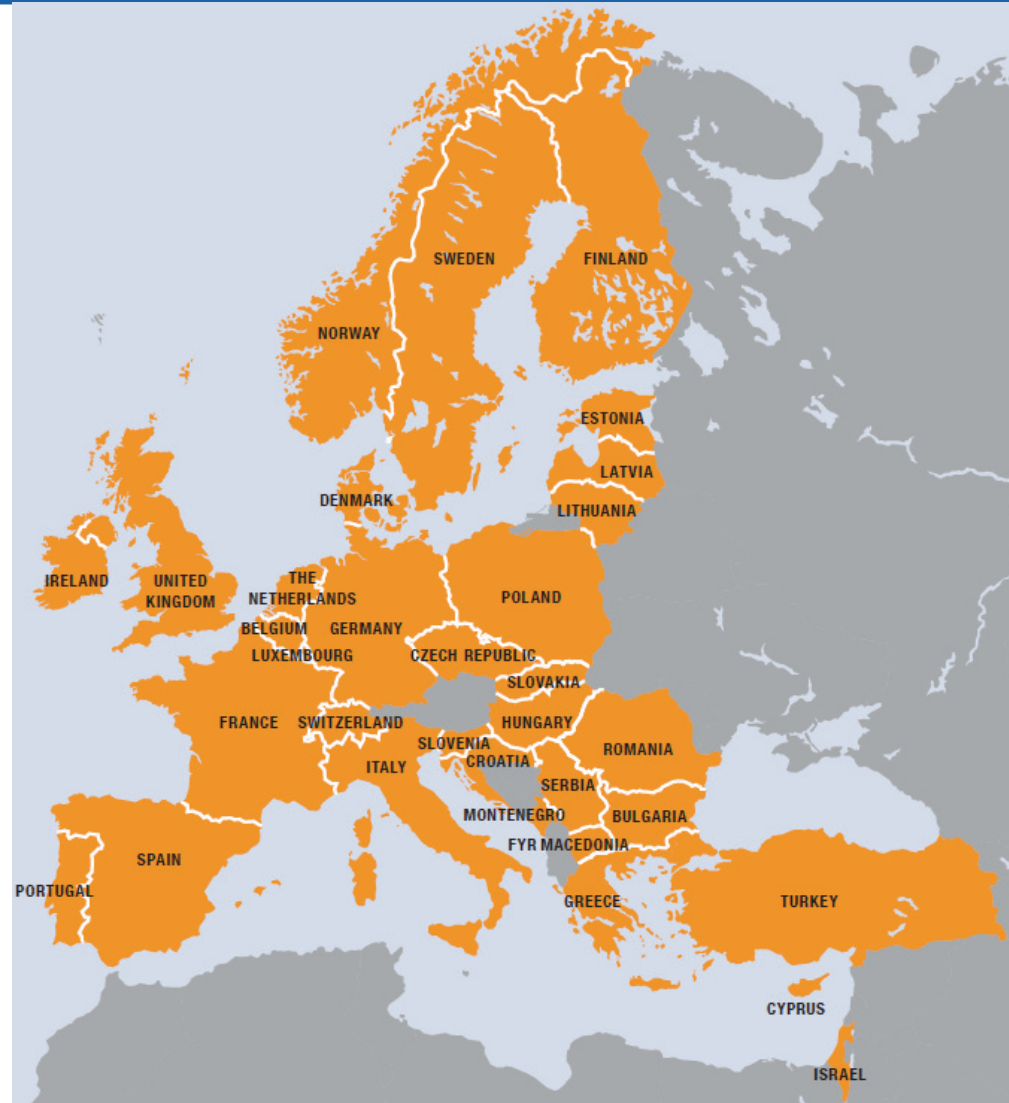 SWEDEN
FINLAND
NORWAY
ESTONIA
LATVIA
DENMARK
LITHUANIA
IRELAND
UNITED
KINGDOM
THE
NETHERLANDS
POLAND
BELGIUM
GERMANY
LUXEMBOURG
CZECH REPUBLIC
SLOVAKIA
FRANCE
SWITZERLAND
HUNGARY
SLOVENIA
ROMANIA
CROATIA
ITALY
SERBIA
MONTENEGRO
BULGARIA
FYR MACEDONIA
SPAIN
PORTUGAL
GREECE
TURKEY
CYPRUS
ISRAEL